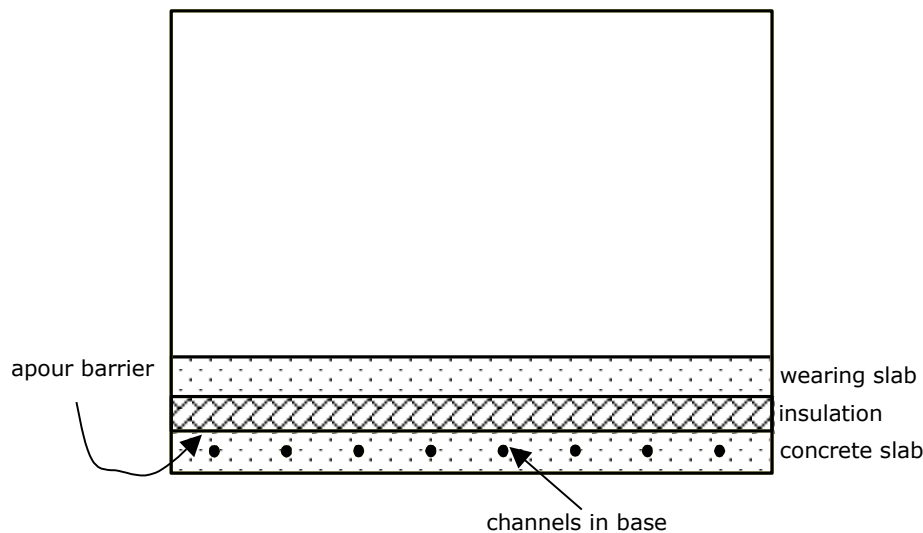 apour barrier
wearing slab
insulation
concrete slab
channels in base